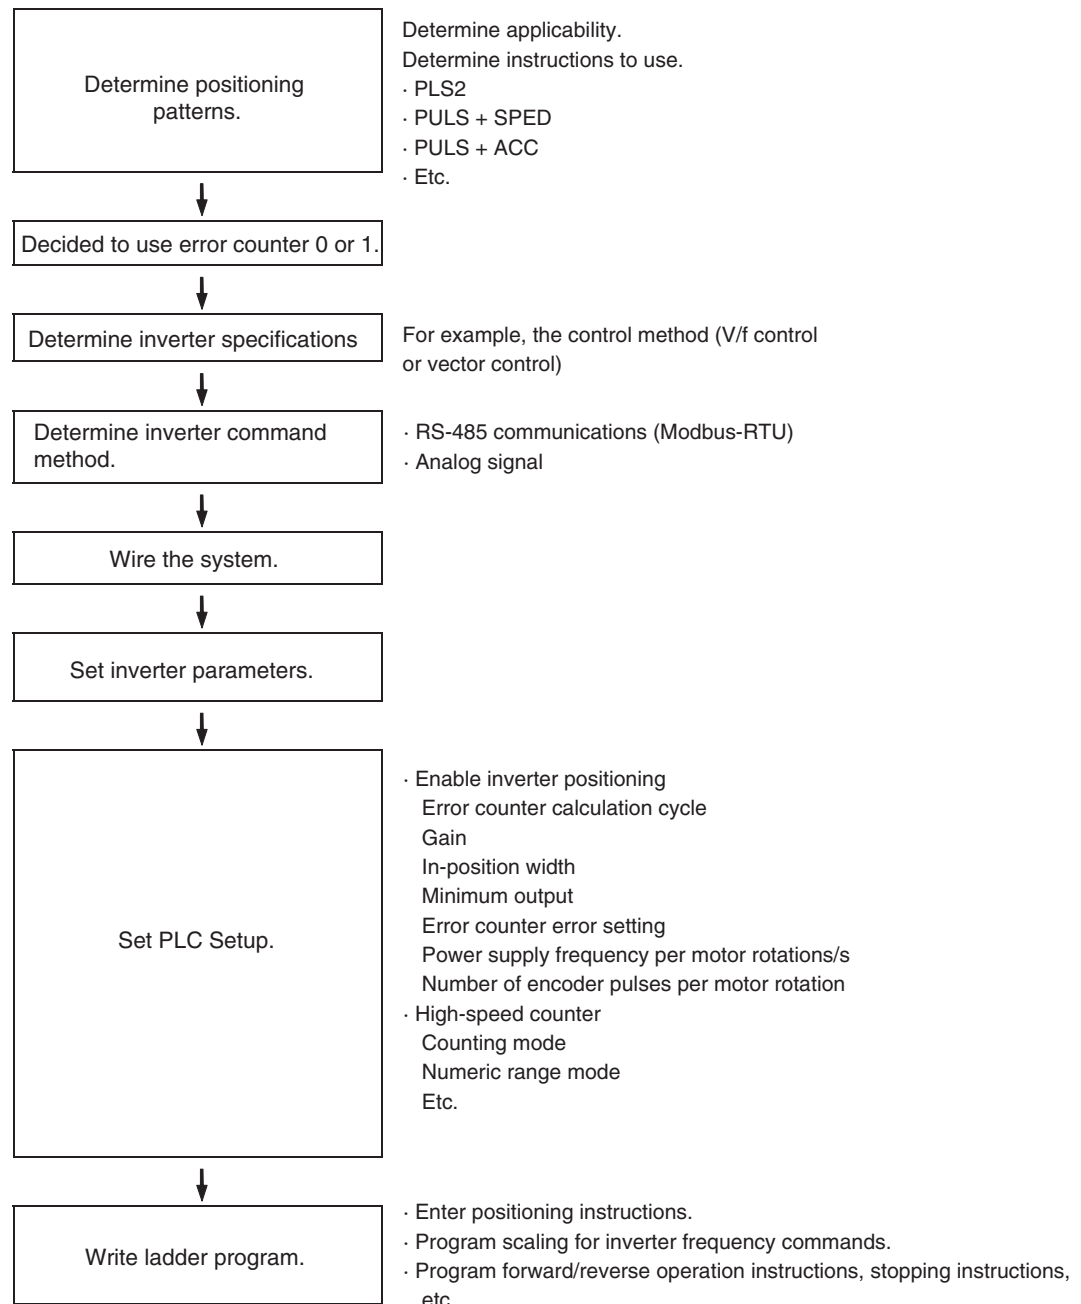 Determine positioning
patterns.
Determine applicability.
Determine instructions to use.
· PLS2
· PULS + SPED
· PULS + ACC
· Etc.
Decided to use error counter 0 or 1.
Determine inverter specifications
For example, the control method (V/f control
or vector control)
Determine inverter command
method.
· RS-485 communications (Modbus-RTU)
· Analog signal
Wire the system.
Set inverter parameters.
Set PLC Setup.
· Enable inverter positioning
Error counter calculation cycle
Gain
In-position width
Minimum output
Error counter error setting
Power supply frequency per motor rotations/s
Number of encoder pulses per motor rotation
· High-speed counter
Counting mode
Numeric range mode
Etc.
Write ladder program.
· Enter positioning instructions.
· Program scaling for inverter frequency commands.
· Program forward/reverse operation instructions, stopping instructions,
etc